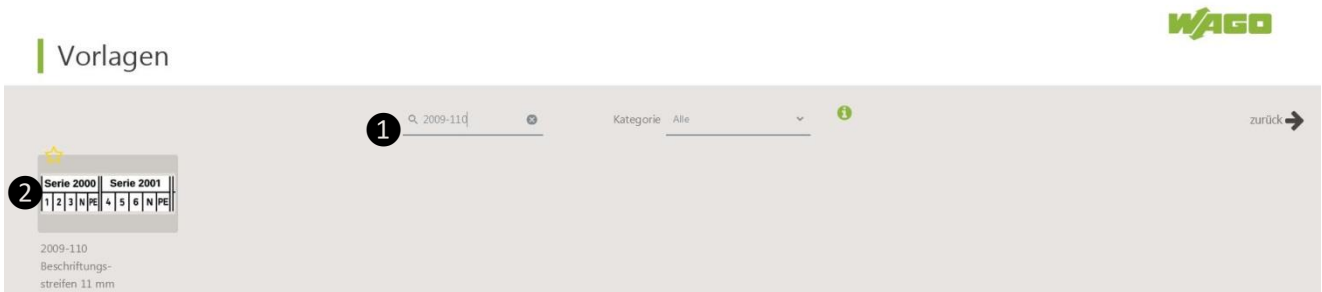 WAGO
Vorlagen
1 2009-110 Kategorie Alle zurück
2
Serie 2000 Serie 2001
1 2 3 N PE 4 5 6 N PE
2009-110
Beschriftungs-
streifen 11 mm